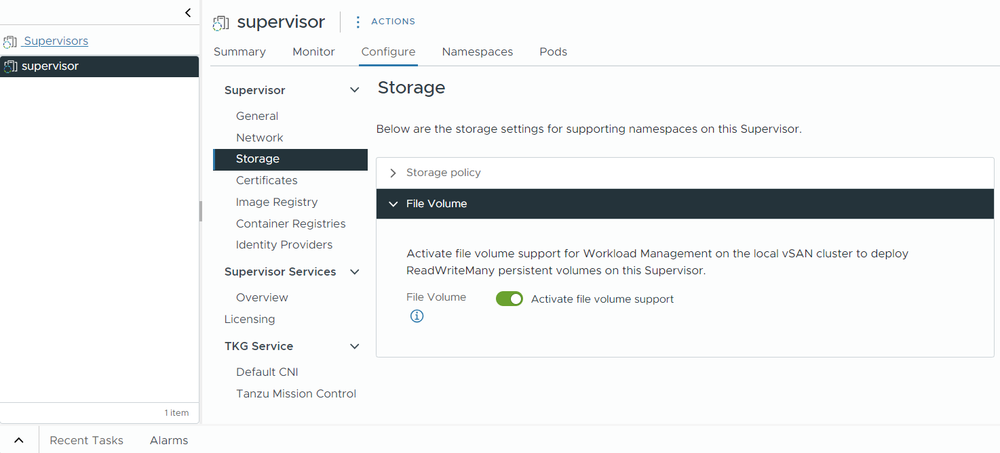 supervisor
ACTIONS
Supervisors
supervisor
1 item
Summary Monitor Configure Namespaces Pods
Supervisor
General
Network
Storage
Certificates
Image Registry
Container Registries
Identity Providers
Supervisor Services
Overview
Licensing
TKG Service
Default CNI
Tanzu Mission Control
Storage
Below are the storage settings for supporting namespaces on this Supervisor.
Storage policy
File Volume
Activate file volume support for Workload Management on the local vSAN cluster to deploy
ReadWriteMany persistent volumes on this Supervisor.
File Volume
Activate file volume support
Recent Tasks Alarms